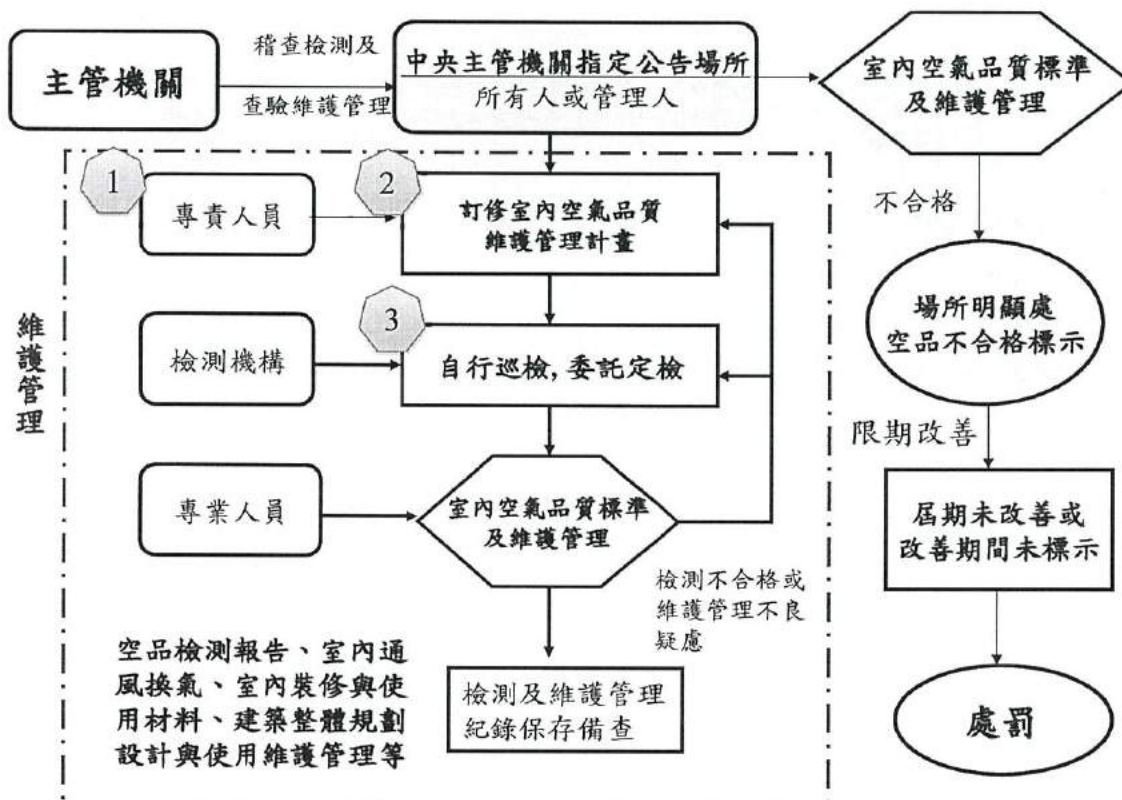 主管機關
稽查檢測及
查驗維護管理
中央主管機關指定公告場所
所有人或管理人
室內空氣品質標準
及維護管理
維護管理
1
專責人員
2
訂修室內空氣品質
維護管理計畫
檢測機構
3
自行巡檢,委託定檢
專業人員
室內空氣品質標準
及維護管理
檢測不合格或
維護管理不良
疑慮
空品檢測報告、室內通
風換氣、室內裝修與使
用材料、建築整體規劃
設計與使用維護管理等
檢測及維護管理
紀錄保存備查
不合格
場所明顯處
空品不合格標示
限期改善
屆期未改善或
改善期間未標示
處罰